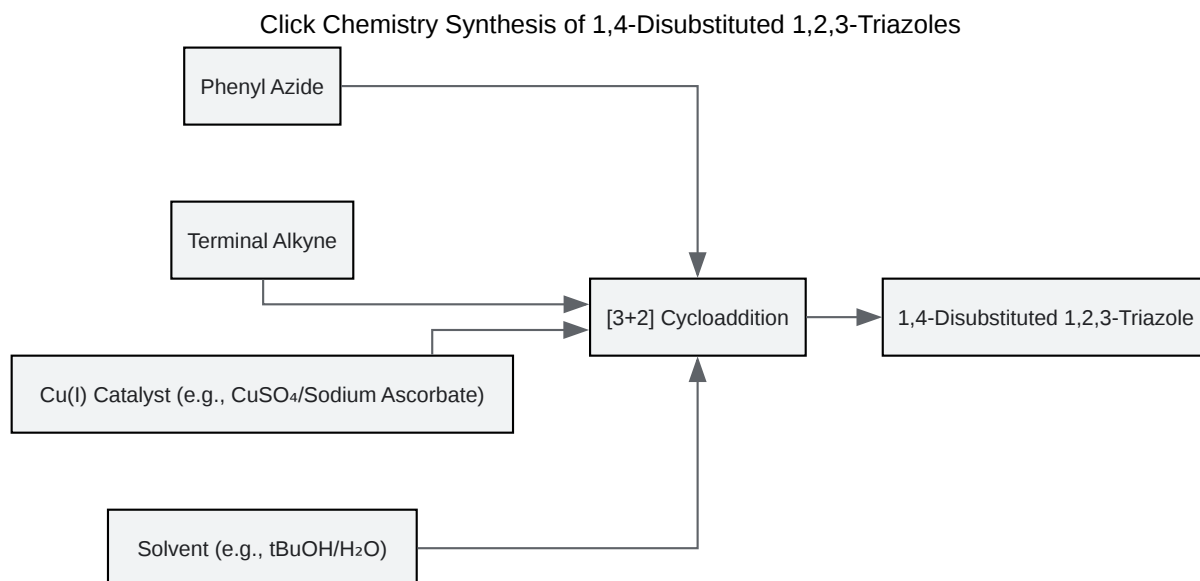 Click Chemistry Synthesis of 1,4-Disubstituted 1,2,3-Triazoles
Phenyl Azide
Terminal Alkyne
[3+2] Cycloaddition
1,4-Disubstituted 1,2,3-Triazole
Cu(I) Catalyst (e.g., CuSO₄/Sodium Ascorbate)
Solvent (e.g., tBuOH/H₂O)